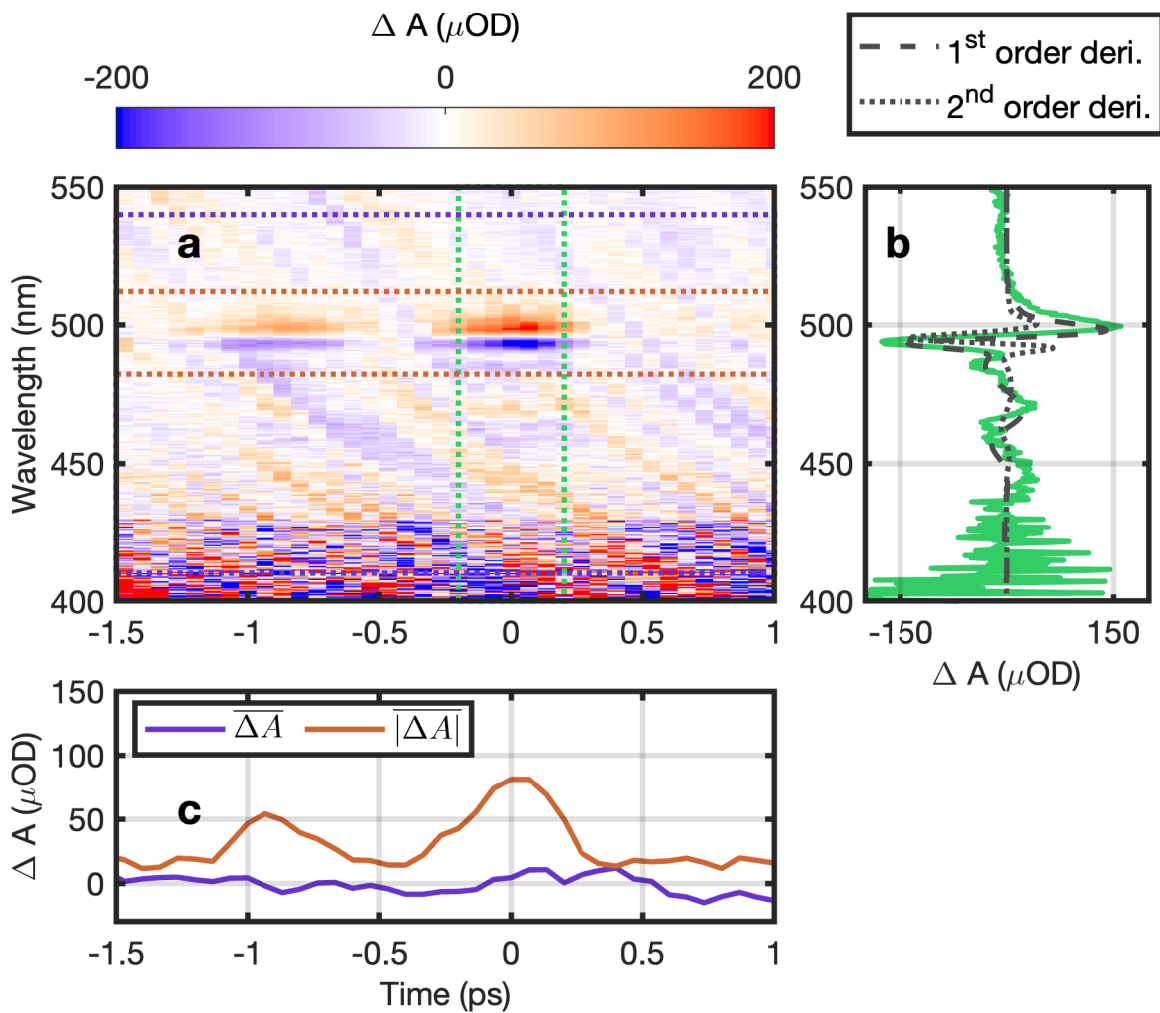 Δ A (μOD)
-200 0 200
1st order deri.
2nd order deri.
550
500
450
400
Wavelength (nm)
a
-1.5 -1 -0.5 0 0.5 1
550
500
450
400
b
-150 150
Δ A (μOD)
150
100
50
0
Δ A (μOD)
ΔA |ΔA|
c
-1.5 -1 -0.5 0 0.5 1
Time (ps)